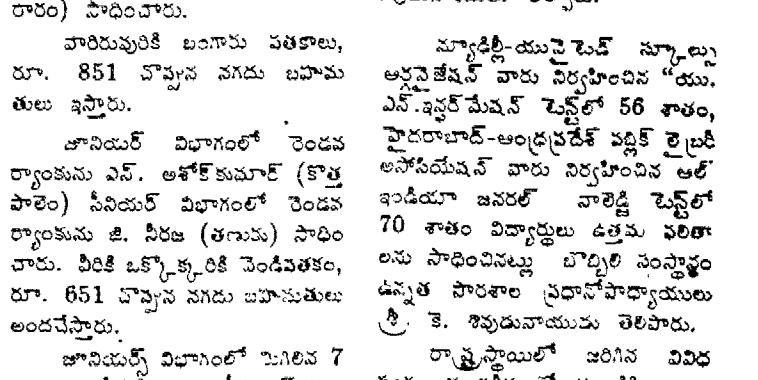 రారం) సాధించారు.
వారిరువురికి బంగారు పతకాలు,
రూ. 851 చొప్పున నగదు బహుమ
తులు ఇస్తారు.
జూనియర్ విభాగంలో రెండవ
ర్యాంకును ఎన్. అశోక్‌కుమార్ (కొత్త
పాలెం) సీనియర్ విభాగంలో రెండవ
ర్యాంకును జి. నీరజ (తణుకు) సాధిం
చారు. వీరికి ఒక్కొక్కరికి వెండిపతకం,
రూ. 651 చొప్పున నగదు బహుమతులు
అందచేస్తారు.
జూనియర్స్ విభాగంలో మిగిలిన 7
న్యూఢిల్లీ-యునైటెడ్ స్కూల్సు
ఆర్గనైజేషన్ వారు నిర్వహించిన "యు.
ఎన్.ఇన్ఫర్మేషన్ టెస్ట్‌లో 56 శాతం,
హైదరాబాద్-ఆంధ్రప్రదేశ్ పబ్లిక్ లైబ్రరీ
అసోసియేషన్ వారు నిర్వహించిన ఆల్
ఇండియా జనరల్ నాలెడ్జి టెస్ట్‌లో
70 శాతం విద్యార్థులు ఉత్తమ ఫలితా
లను సాధించినట్లు బొబ్బిలి సంస్థానం
ఉన్నత పాఠశాల ప్రధానోపాధ్యాయులు
శ్రీ కె. శివుడునాయుడు తెలిపారు.
రాష్ట్రస్థాయిలో జరిగిన వివిధ